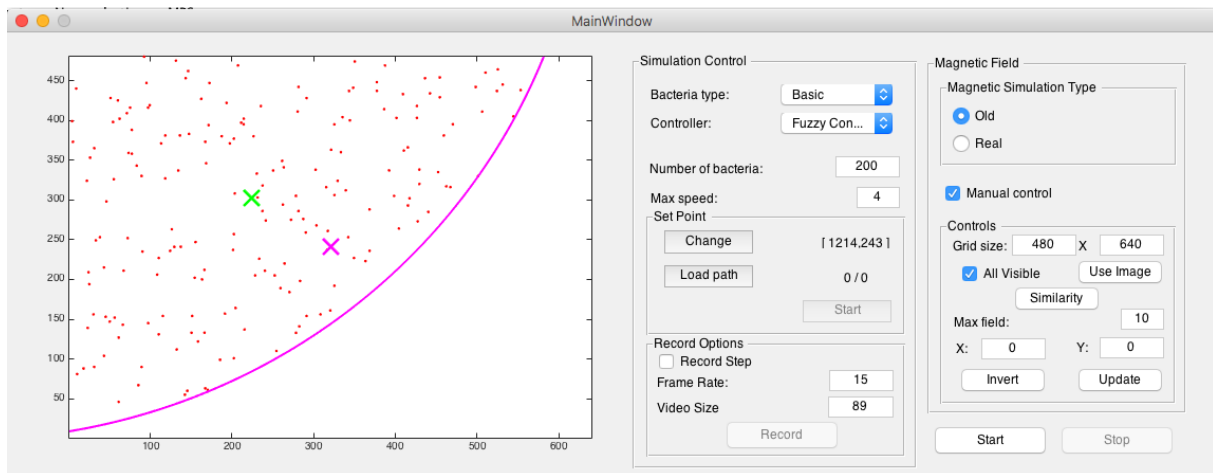 MainWindow
450
400
350
300
250
200
150
100
50
100
200
300
400
500
600
Simulation Control
Bacteria type:
Basic
Controller:
Fuzzy Con...
Number of bacteria:
200
Max speed:
4
Set Point
Change
[ 1214,243 ]
Load path
0 / 0
Start
Record Options
Record Step
Frame Rate:
15
Video Size
89
Record
Magnetic Field
Magnetic Simulation Type
Old
Real
Manual control
Controls
Grid size:
480
X
640
All Visible
Use Image
Similarity
Max field:
10
X:
0
Y:
0
Invert
Update
Start
Stop